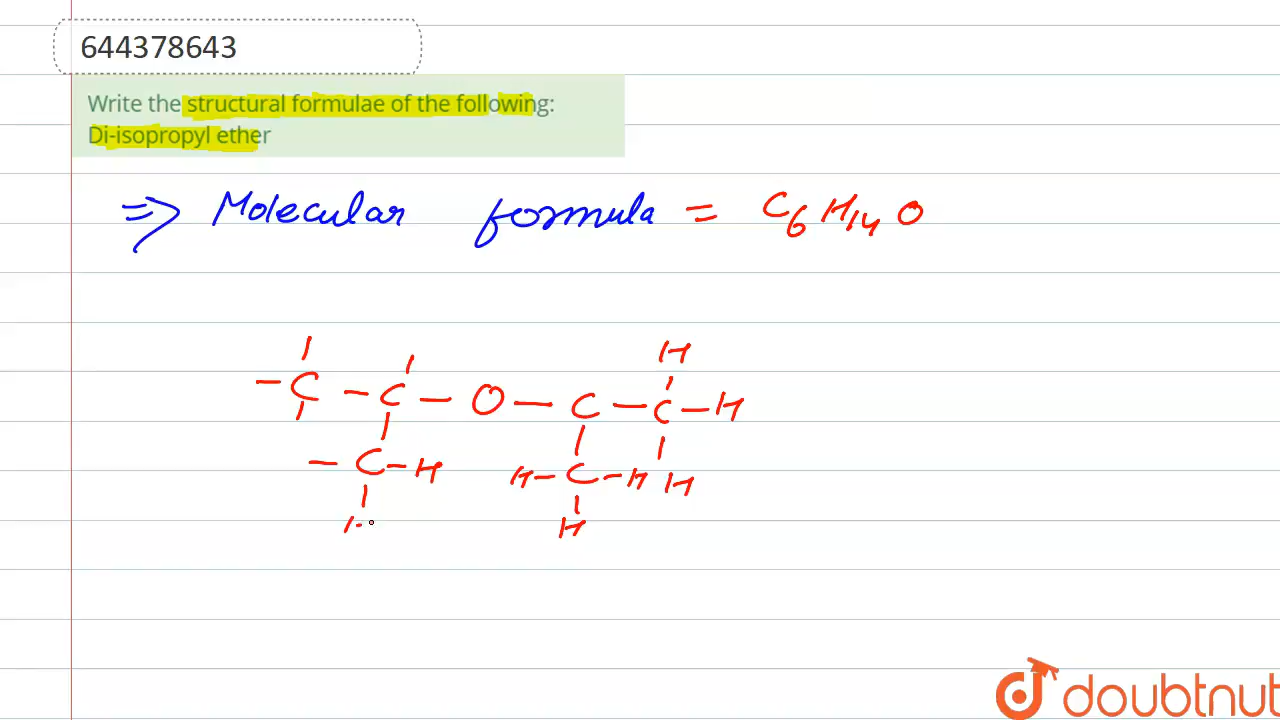 644378643
Write the structural formulae of the following:
Di-isopropyl ether
⇒ Molecular formula = C6H14O
H
C - C - O - C - C - H
- C - H H - C - H H
H
doubtnut